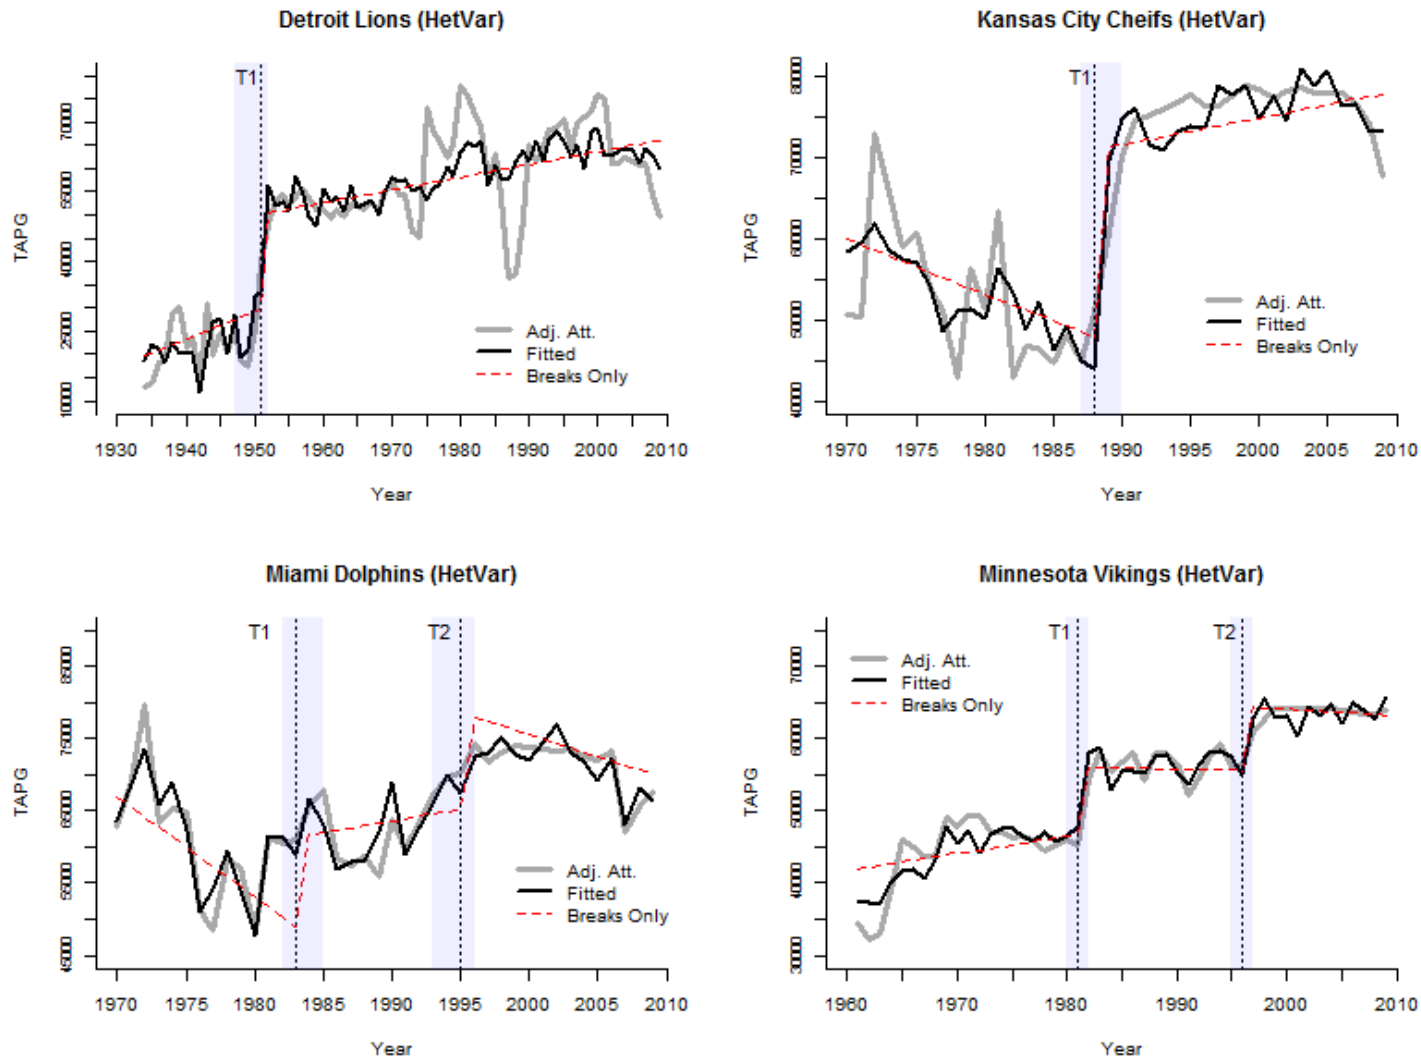 Detroit Lions (HetVar)
T1
TAPG
70000
55000
40000
25000
10000
Adj. Att.
Fitted
Breaks Only
1930 1940 1950 1960 1970 1980 1990 2000 2010
Year
Kansas City Cheifs (HetVar)
T1
TAPG
80000
70000
60000
50000
40000
Adj. Att.
Fitted
Breaks Only
1970 1975 1980 1985 1990 1995 2000 2005 2010
Year
Miami Dolphins (HetVar)
T1 T2
TAPG
85000
75000
65000
55000
45000
Adj. Att.
Fitted
Breaks Only
1970 1975 1980 1985 1990 1995 2000 2005 2010
Year
Minnesota Vikings (HetVar)
T1 T2
TAPG
70000
60000
50000
40000
30000
Adj. Att.
Fitted
Breaks Only
1960 1970 1980 1990 2000 2010
Year